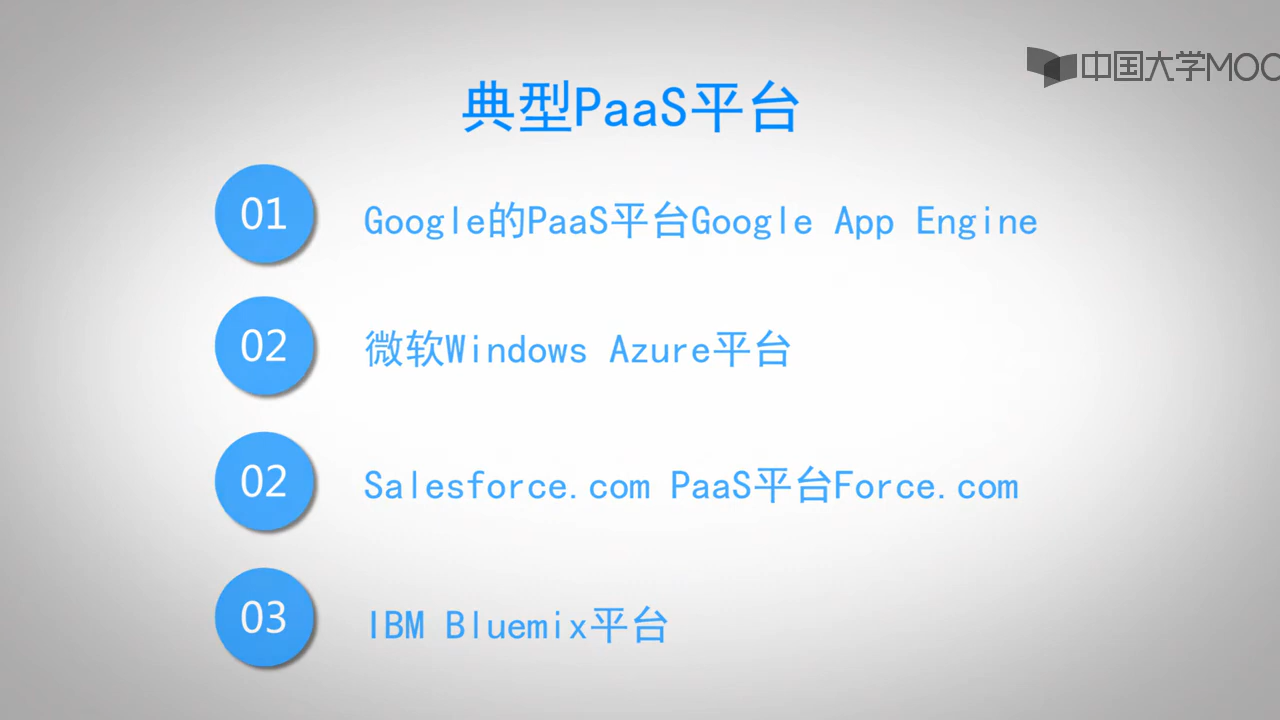 中国大学MOO
典型PaaS平台
01
Google的PaaS平台Google App Engine
02
微软Windows Azure平台
02
Salesforce.com PaaS平台Force.com
03
IBM Bluemix平台